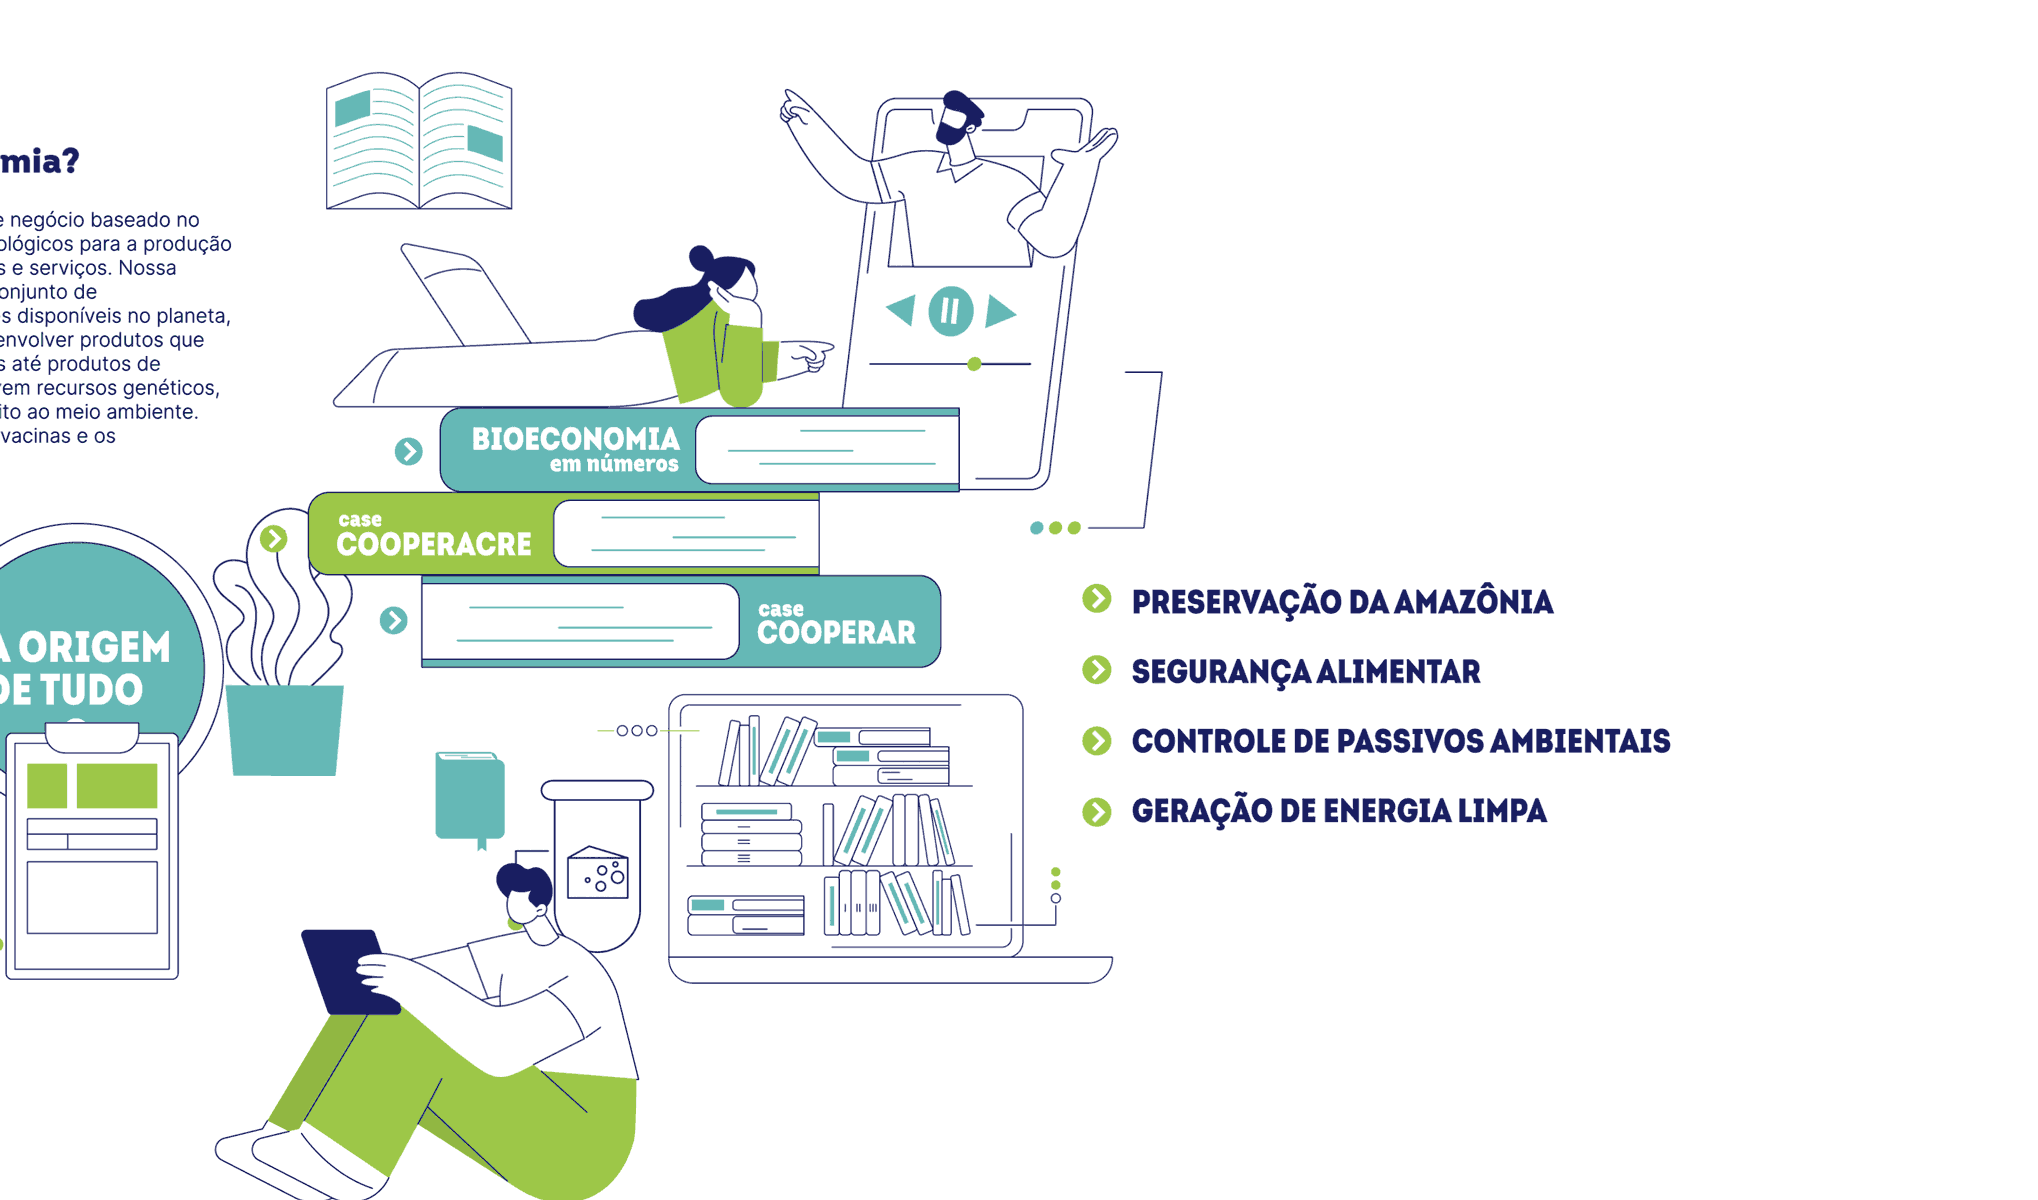 mia?
e negócio baseado no
ológicos para a produção
s e serviços. Nossa
onjunto de
s disponíveis no planeta,
envolver produtos que
s até produtos de
vem recursos genéticos,
ito ao meio ambiente.
vacinas e os
BIOECONOMIA
em números
case
COOPERACRE
case
COOPERAR
A ORIGEM
DE TUDO
PRESERVAÇÃO DA AMAZÔNIA
SEGURANÇA ALIMENTAR
CONTROLE DE PASSIVOS AMBIENTAIS
GERAÇÃO DE ENERGIA LIMPA